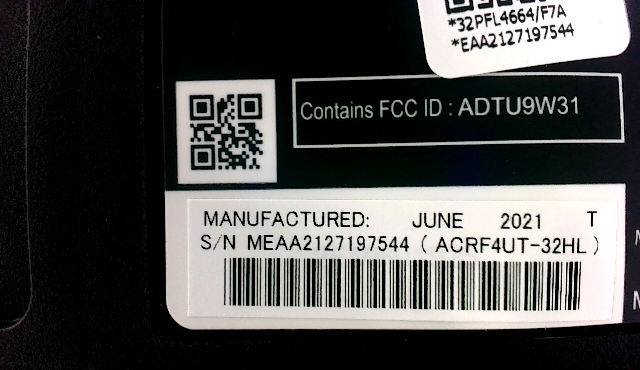 *32PFL4664/F7A
*EAA2127197544
Contains FCC ID : ADTU9W31
MANUFACTURED: JUNE 2021 T
S/N MEAA2127197544 ( ACRF4UT-32HL )